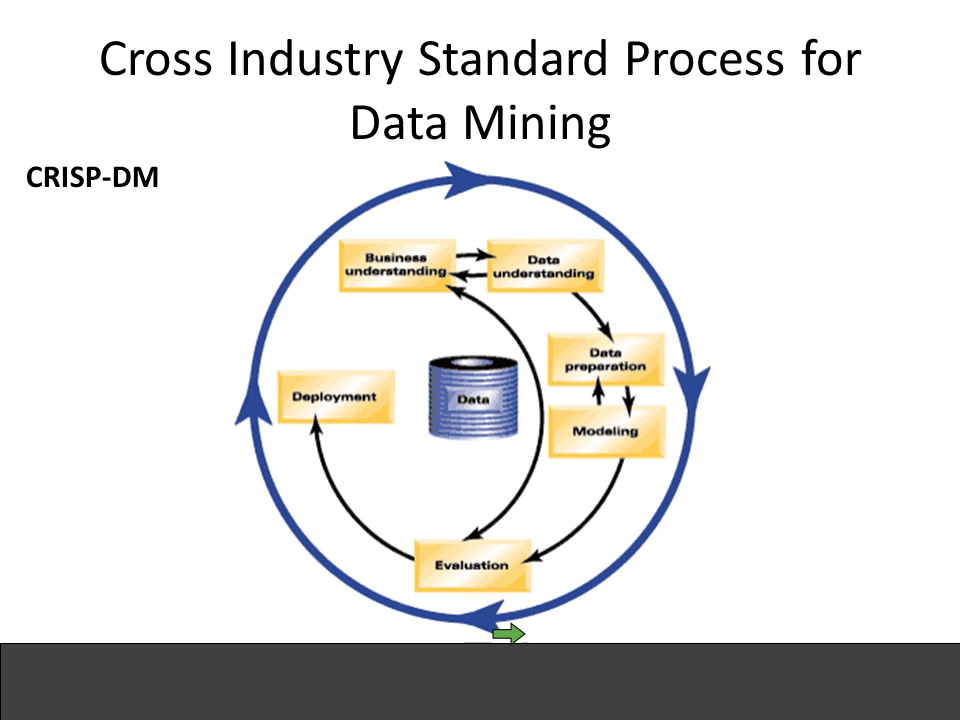 Cross Industry Standard Process for
Data Mining
CRISP-DM
Business
understanding
Data
understanding
Data
preparation
Deployment
Data
Modeling
Evaluation